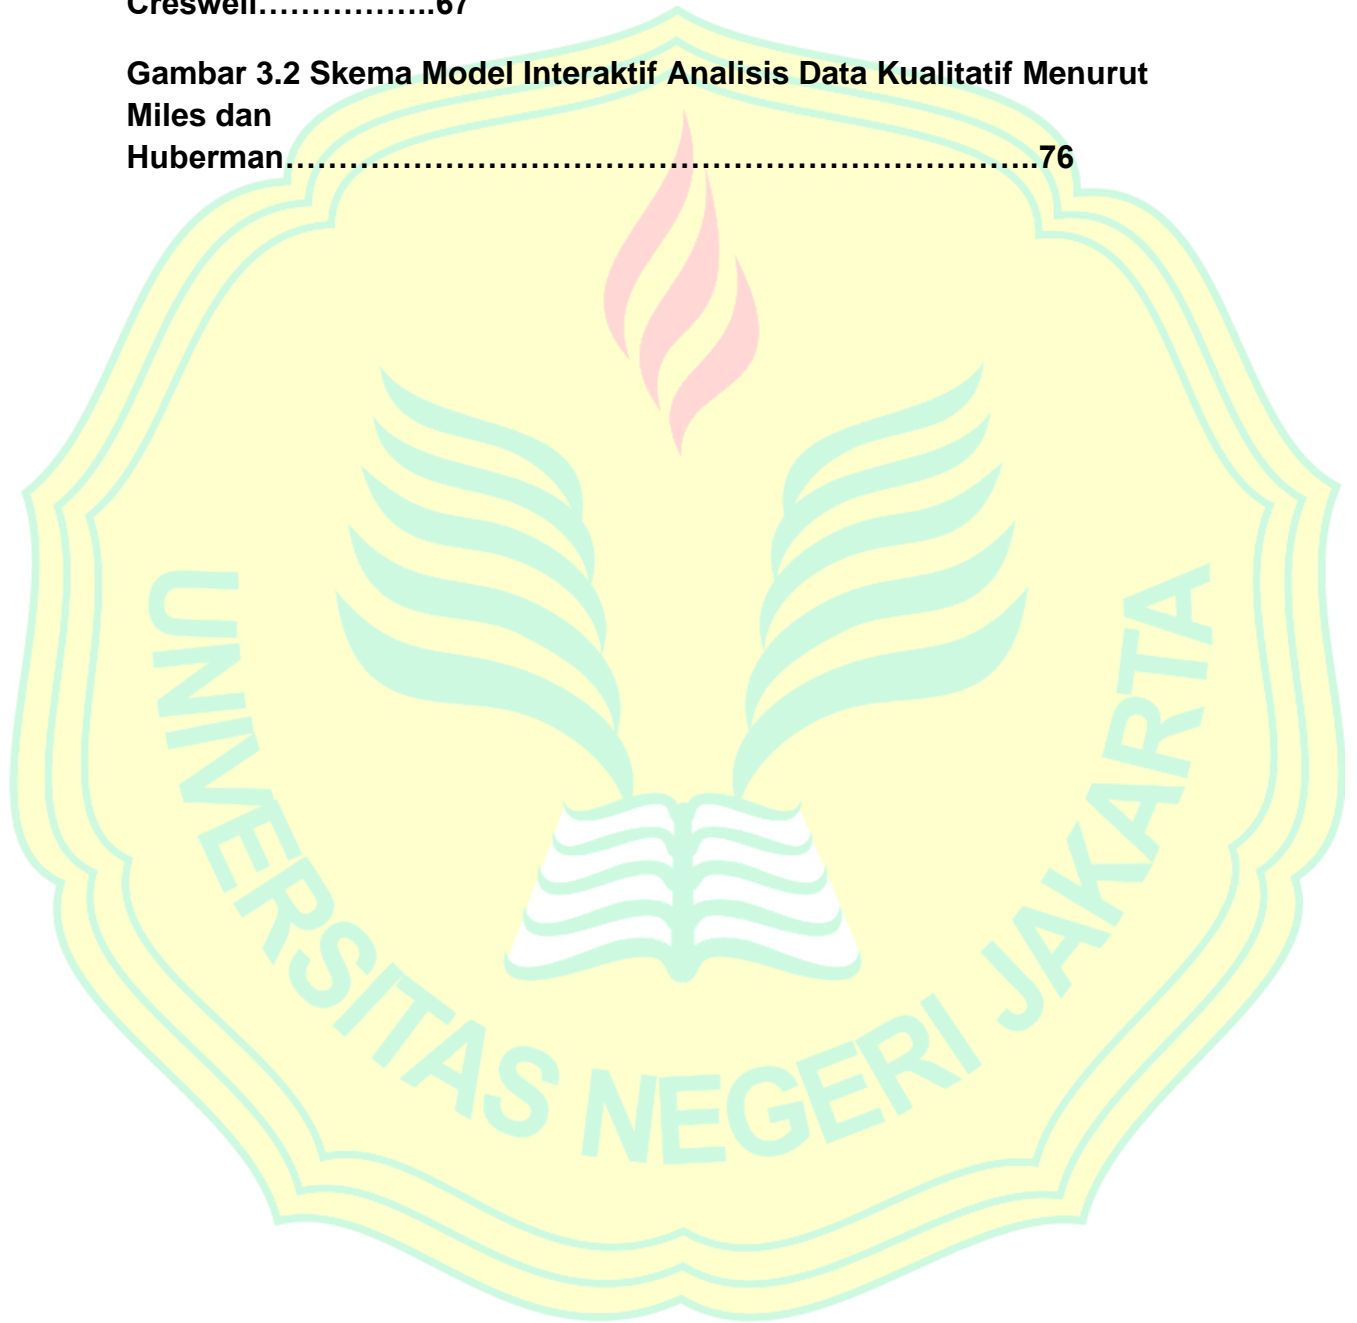 Creswell……………..67
Gambar 3.2 Skema Model Interaktif Analisis Data Kualitatif Menurut
Miles dan
Huberman……………………………………………………………..76
UNIVERSITAS NEGERI JAKARTA